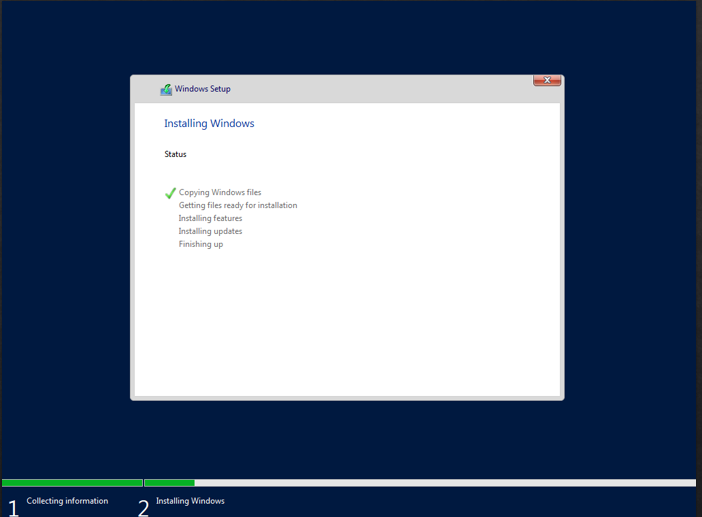 Windows Setup
Installing Windows
Status
Copying Windows files
Getting files ready for installation
Installing features
Installing updates
Finishing up
1 Collecting information 2 Installing Windows